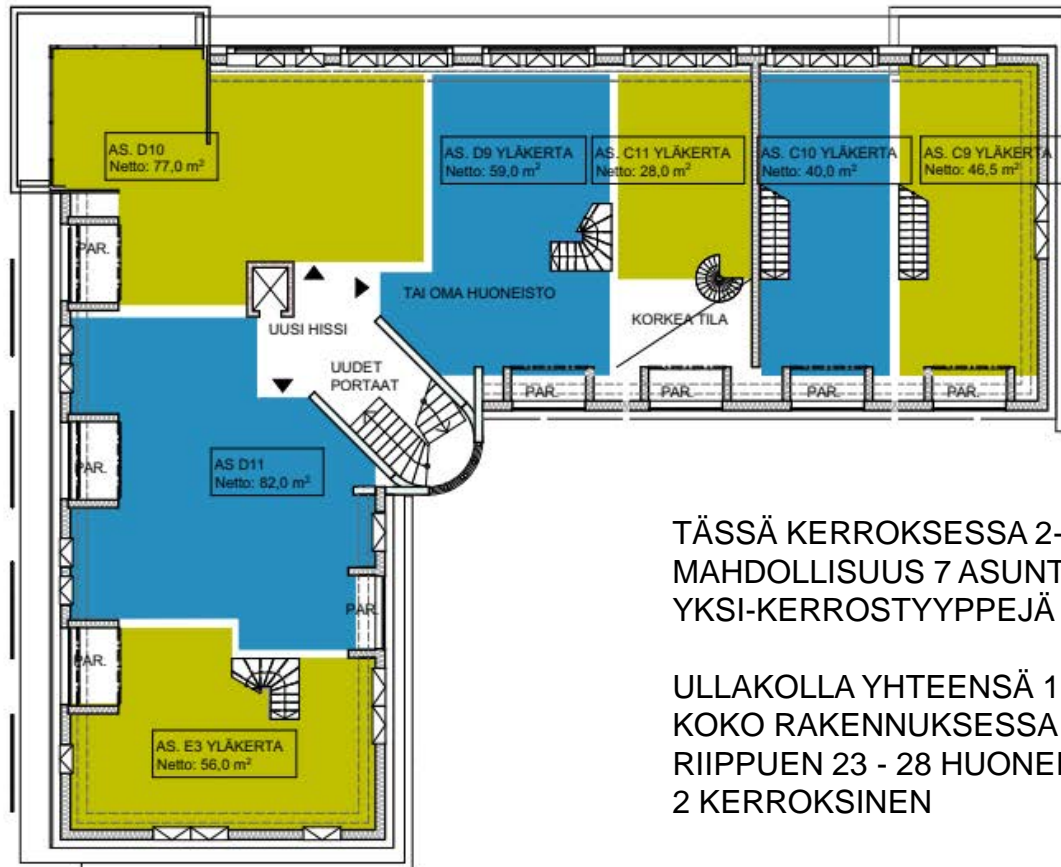 AS. D10
Netto: 77,0 m²
AS. D9 YLÄKERTA
Netto: 59,0 m²
AS. C11 YLÄKERTA
Netto: 28,0 m²
AS. C10 YLÄKERTA
Netto: 40,0 m²
AS. C9 YLÄKERTA
Netto: 46,5 m²
PAR.
TAI OMA HUONEISTO
KORKEA TILA
UUSI HISSI
UUDET
PORTAAT
PAR.
PAR.
PAR.
PAR.
PAR.
AS D11
Netto: 82,0 m²
PAR.
PAR.
AS. E3 YLÄKERTA
Netto: 56,0 m²
TÄSSÄ KERROKSESSA 2-
MAHDOLLISUUS 7 ASUNT
YKSI-KERROSTYYPPEJÄ
ULLAKOLLA YHTEENSÄ 1
KOKO RAKENNUKSESSA
RIIPPUEN 23 - 28 HUONE
2 KERROKSINEN